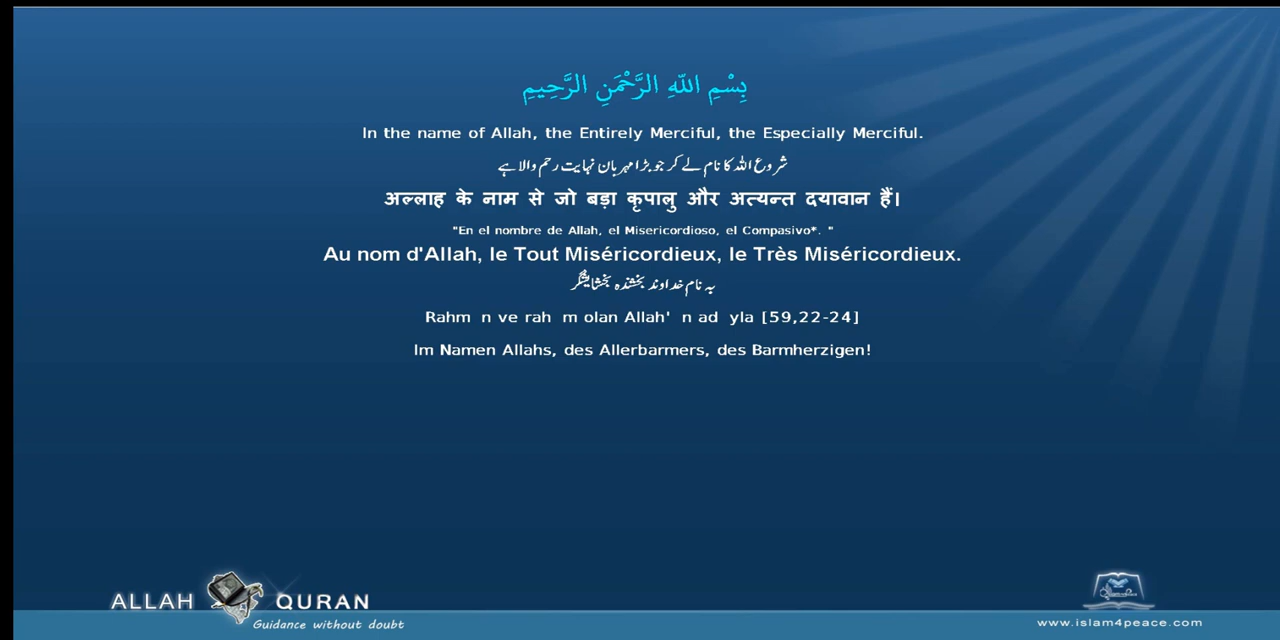 بِسْمِ اللّهِ الرَّحْمَنِ الرَّحِيمِ
In the name of Allah, the Entirely Merciful, the Especially Merciful.
شروع الله کا نام لے کر جو بڑا مہربان نہایت رحم والا ہے
अल्लाह के नाम से जो बड़ा कृपालु और अत्यन्त दयावान हैं।
"En el nombre de Allah, el Misericordioso, el Compasivo*. "
Au nom d'Allah, le Tout Miséricordieux, le Très Miséricordieux.
به نام خداوند بخشنده بخشایشگر
Rahm n ve rah m olan Allah' n ad yla [59,22-24]
Im Namen Allahs, des Allerbarmers, des Barmherzigen!
ALLAH QURAN
Guidance without doubt
www.islam4peace.com